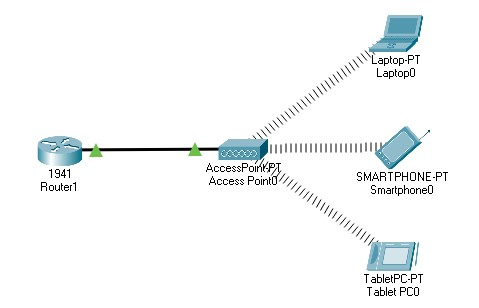 Laptop-PT
Laptop0
1941
Router1
AccessPoint-PT
Access Point0
SMARTPHONE-PT
Smartphone0
TabletPC-PT
Tablet PC0